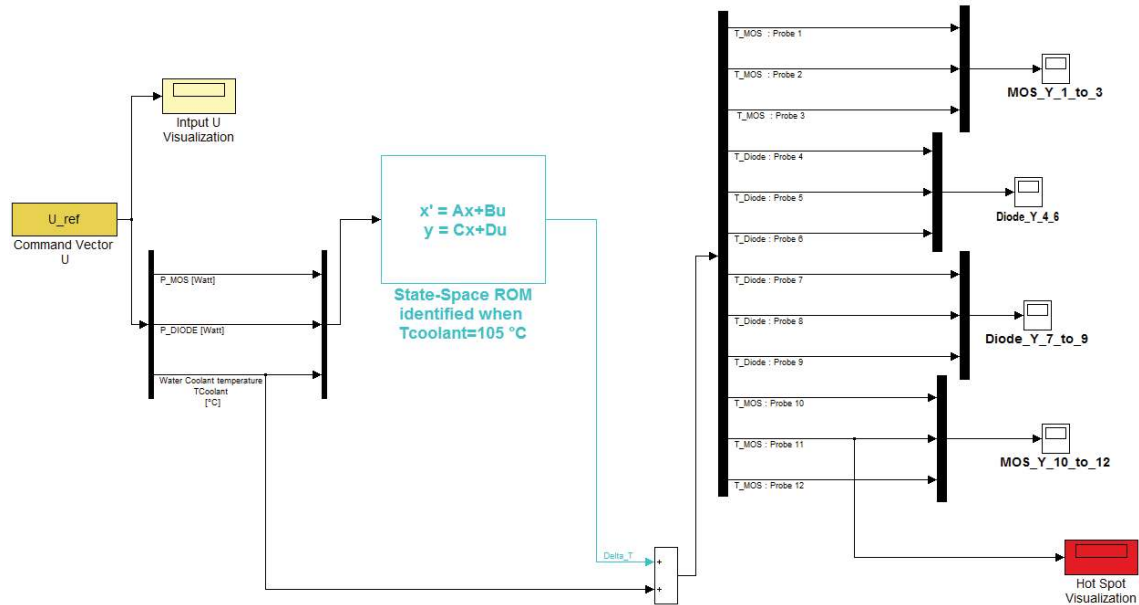 Intput U
Visualization
U_ref
Command Vector
U
P_MOS [Watt]
P_DIODE [Watt]
Water Coolant temperature
TCoolant
[°C]
x' = Ax+Bu
y = Cx+Du
State-Space ROM
identified when
Tcoolant=105 °C
Delta_T
+
+
T_MOS : Probe 1
T_MOS : Probe 2
T_MOS : Probe 3
T_Diode : Probe 4
T_Diode : Probe 5
T_Diode : Probe 6
T_Diode : Probe 7
T_Diode : Probe 8
T_Diode : Probe 9
T_MOS : Probe 10
T_MOS : Probe 11
T_MOS : Probe 12
MOS_Y_1_to_3
Diode_Y_4_6
Diode_Y_7_to_9
MOS_Y_10_to_12
Hot Spot
Visualization